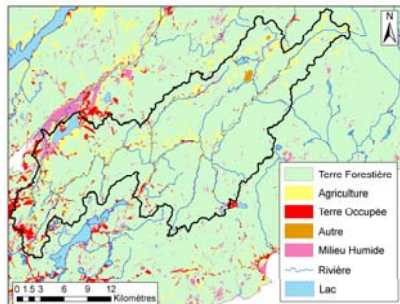 N
Terre Forestière
Agriculture
Terre Occupée
Autre
Milieu Humide
Rivière
Lac
0 1.5 3 6 9 12
Kilomètres